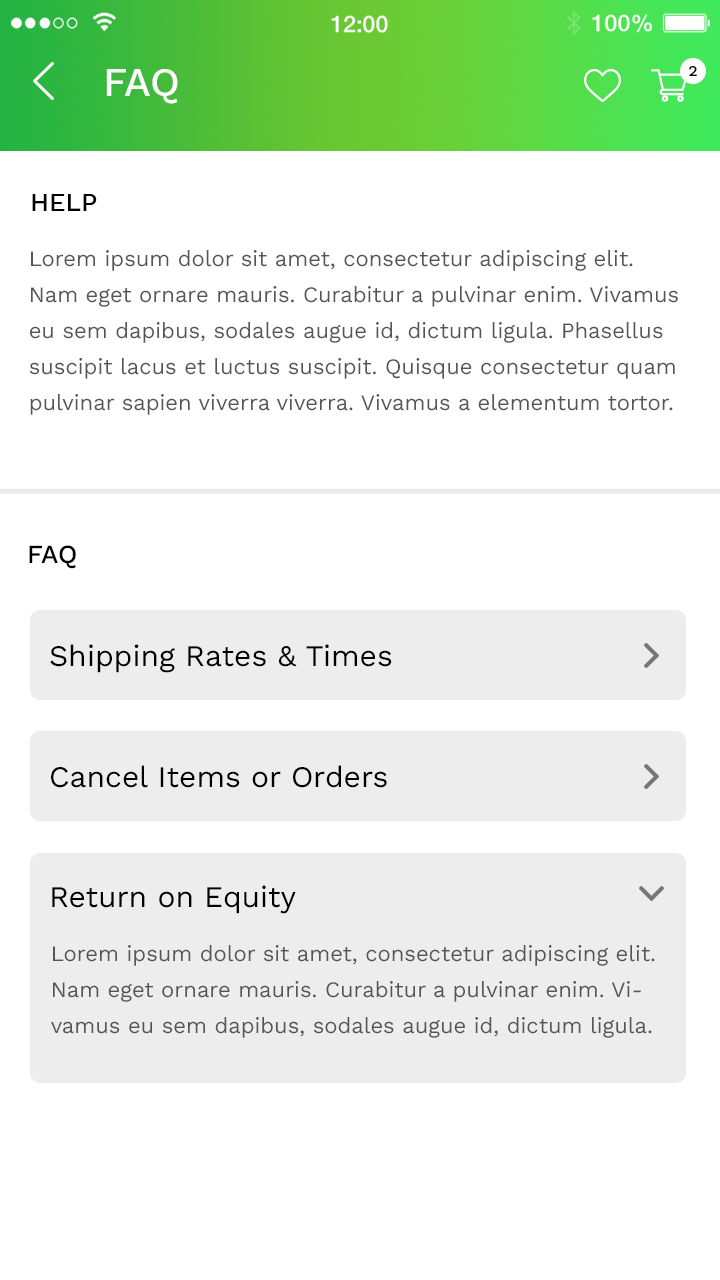 12:00
100%
FAQ
2
HELP
Lorem ipsum dolor sit amet, consectetur adipiscing elit.
Nam eget ornare mauris. Curabitur a pulvinar enim. Vivamus
eu sem dapibus, sodales augue id, dictum ligula. Phasellus
suscipit lacus et luctus suscipit. Quisque consectetur quam
pulvinar sapien viverra viverra. Vivamus a elementum tortor.
FAQ
Shipping Rates & Times
Cancel Items or Orders
Return on Equity
Lorem ipsum dolor sit amet, consectetur adipiscing elit.
Nam eget ornare mauris. Curabitur a pulvinar enim. Vi-
vamus eu sem dapibus, sodales augue id, dictum ligula.